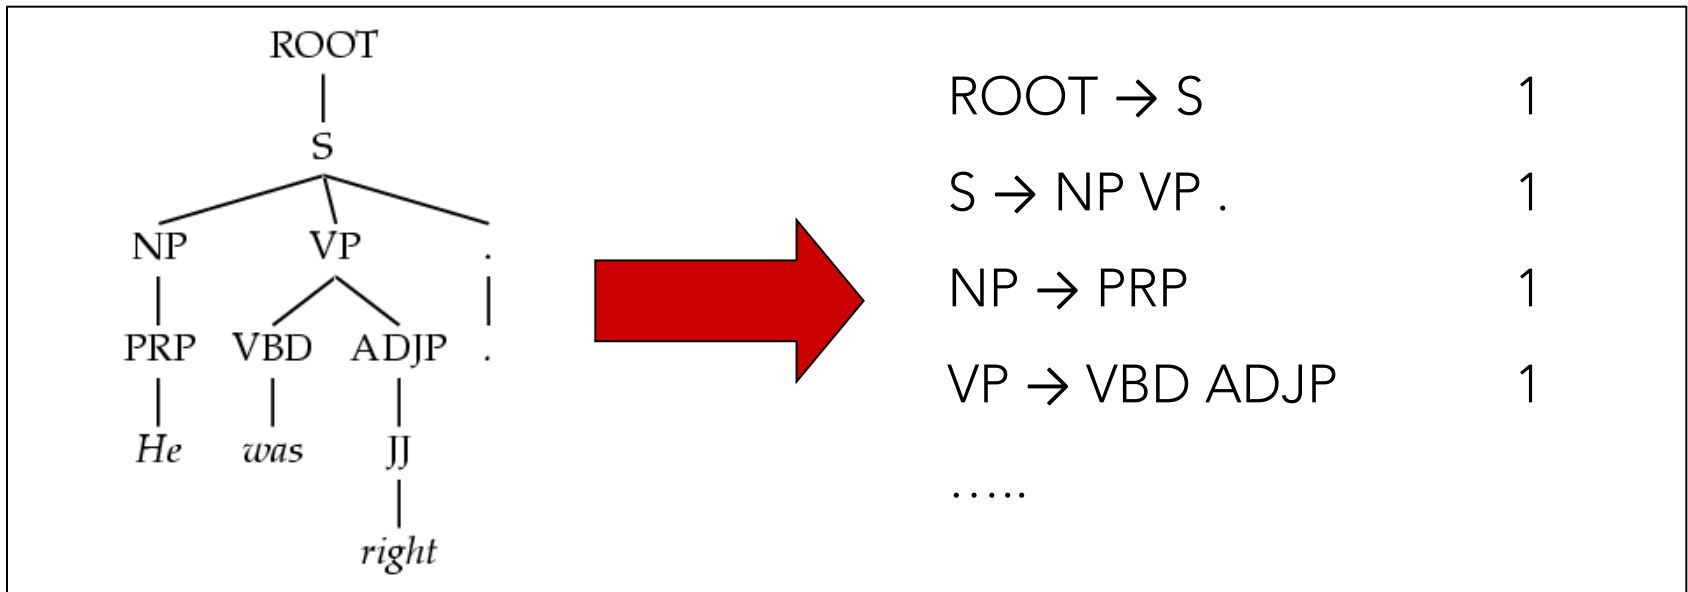 ROOT
S
NP VP .
PRP VBD ADJP .
He was JJ
right
ROOT → S 1
S → NP VP . 1
NP → PRP 1
VP → VBD ADJP 1
.....